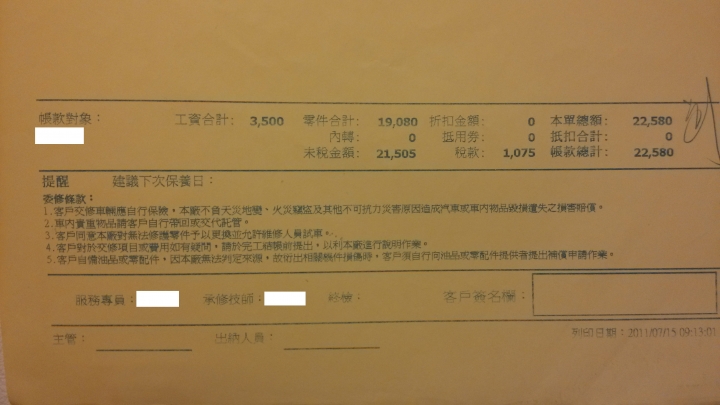 帳款對象： 工資合計： 3,500 零件合計： 19,080 折扣金額： 0 本單總額： 22,580
內轉： 0 抵用券： 0 抵扣合計： 0
未稅金額： 21,505 稅款： 1,075 帳款總計： 22,580
提醒 建議下次保養日：
委修條款：
1.客戶交修車輛應自行保險，本廠不負天災地變、火災竊盜及其他不可抗力災害原因造成汽車或車內物品毀損遺失之損害賠償。
2.車內貴重物品請客戶自行帶回或交代託管。
3.客戶同意本廠對無法修護零件予以更換並允許維修人員試車。
4.客戶對於交修項目或費用如有疑問，請於完工結帳前提出，以利本廠進行說明作業。
5.客戶自備油品或零配件，因本廠無法判定來源，故衍出相關機件損傷時，客戶須自行向油品或零配件提供者提出補償申請作業。
服務專員： 承修技師： 終檢： 客戶簽名欄：
主管： 出納人員：
列印日期：2011/07/15 09:13:01